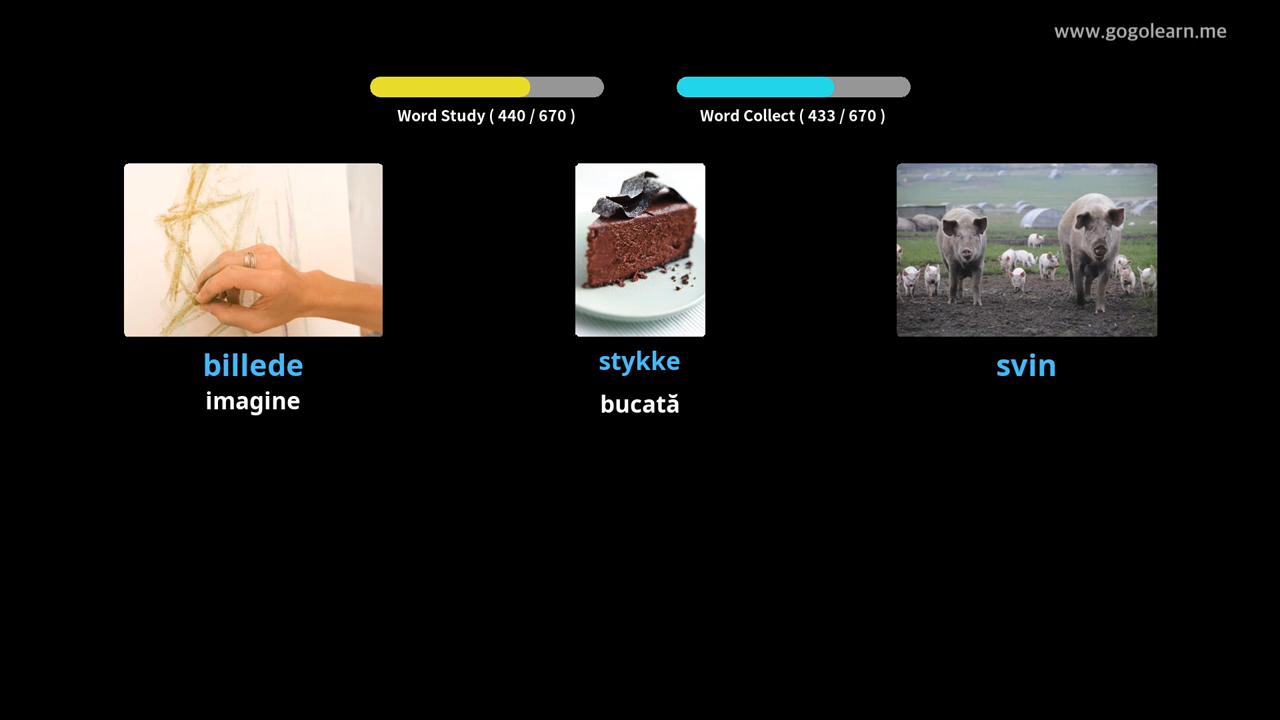 www.gogolearn.me
Word Study ( 440 / 670 )
Word Collect ( 433 / 670 )
billede
imagine
stykke
bucată
svin